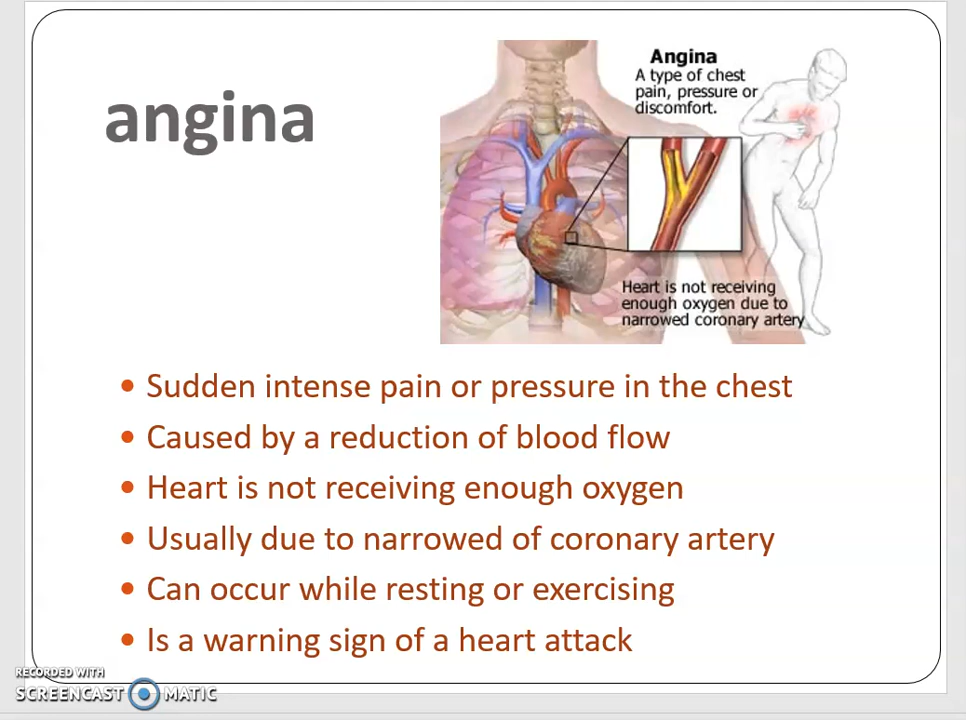 angina
Angina
A type of chest
pain, pressure or
discomfort.
Heart is not receiving
enough oxygen due to
narrowed coronary artery
• Sudden intense pain or pressure in the chest
• Caused by a reduction of blood flow
• Heart is not receiving enough oxygen
• Usually due to narrowed of coronary artery
• Can occur while resting or exercising
• Is a warning sign of a heart attack
RECORDED WITH
SCREENCAST MATIC